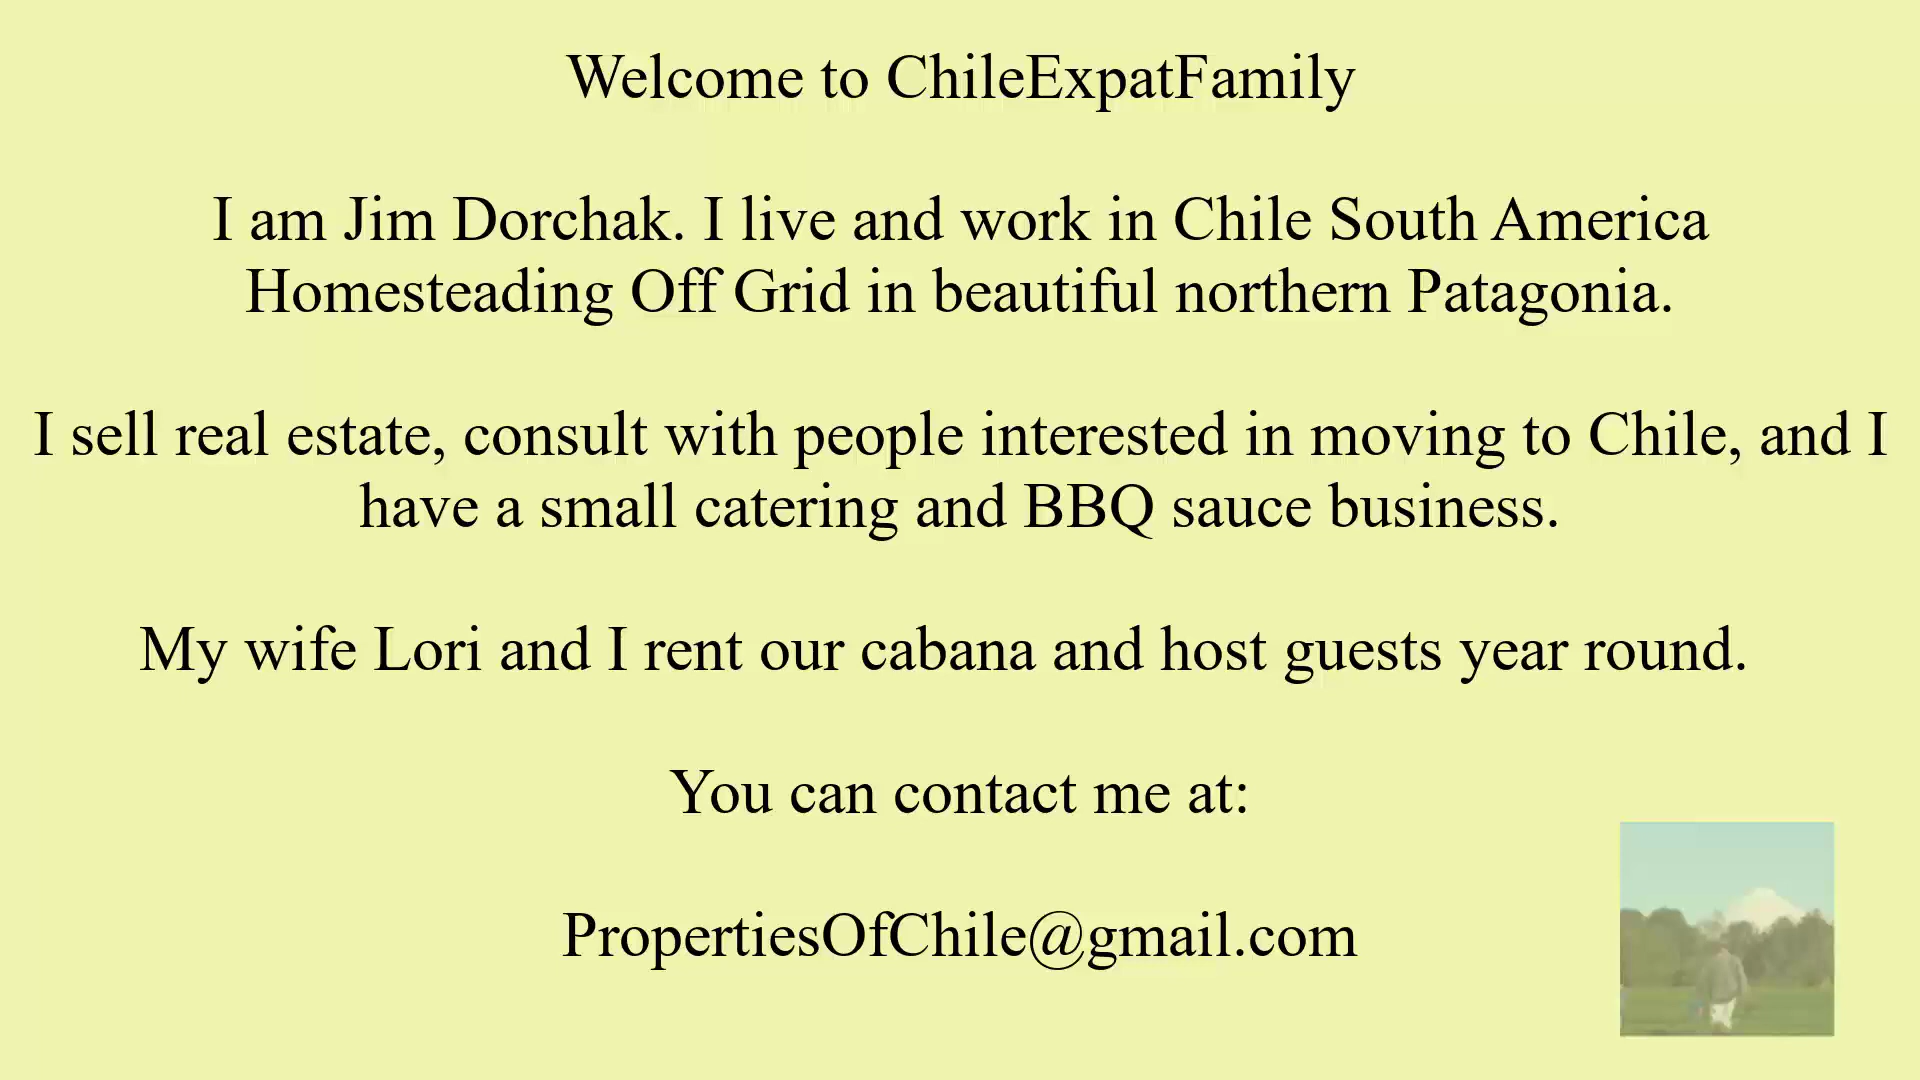 Welcome to ChileExpatFamily
I am Jim Dorchak. I live and work in Chile South America
Homesteading Off Grid in beautiful northern Patagonia.
I sell real estate, consult with people interested in moving to Chile, and I
have a small catering and BBQ sauce business.
My wife Lori and I rent our cabana and host guests year round.
You can contact me at:
PropertiesOfChile@gmail.com